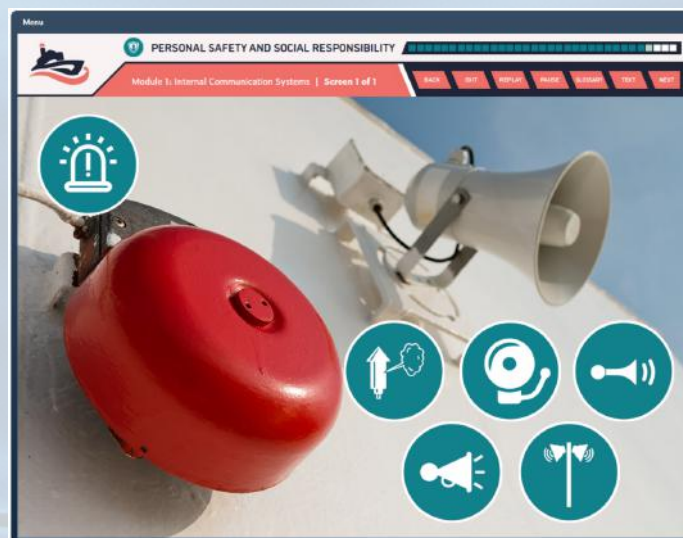 Menu
PERSONAL SAFETY AND SOCIAL RESPONSIBILITY
Module 1: Internal Communication Systems | Screen 1 of 1
BACK EXIT REPLAY PAUSE GLOSSARY TEXT NEXT